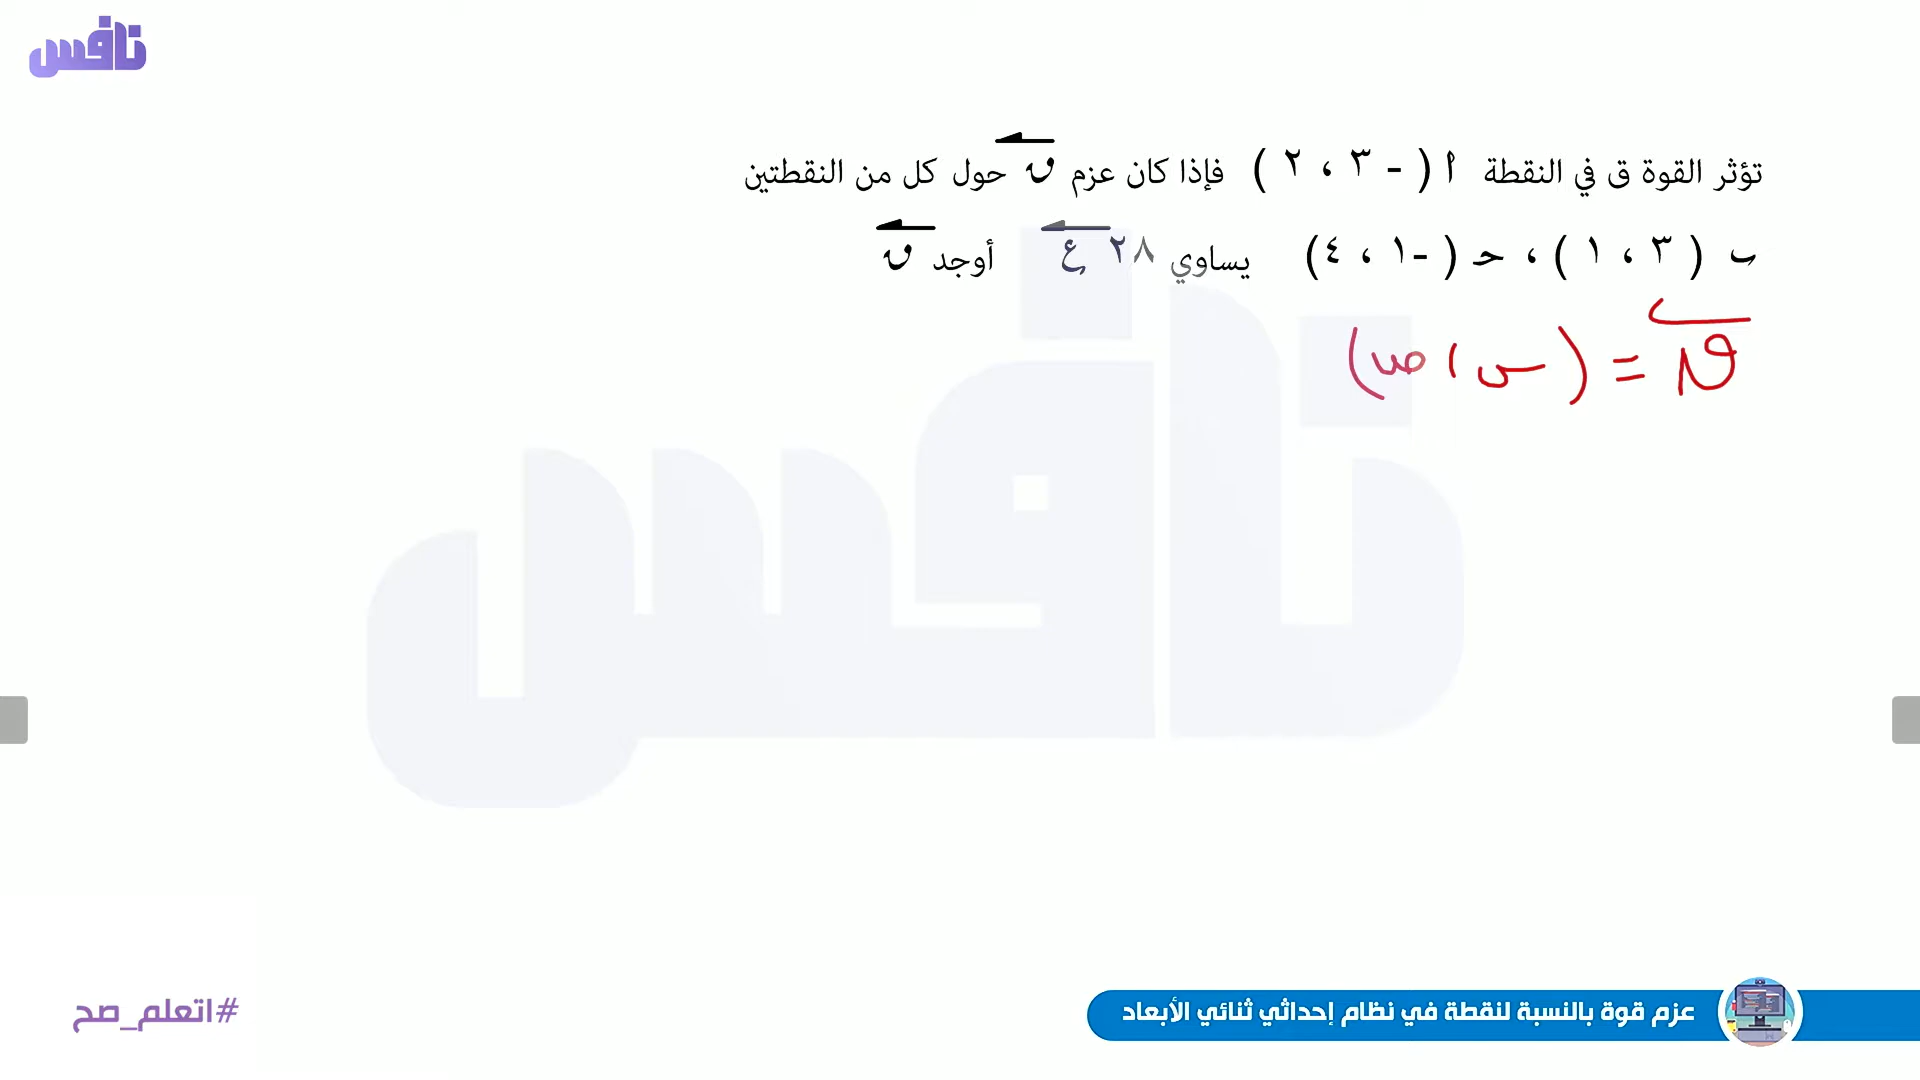 نافس
تؤثر القوة ق في النقطة ا ( - ٣ ، ٢ ) فإذا كان عزم ق حول كل من النقطتين
ب ( ٣ ، ١ ) ، حـ ( -١ ، ٤ ) يساوي ٢٨ ع أوجد ق
ق = ( س ، ص )
نافس
عزم قوة بالنسبة لنقطة في نظام إحداثي ثنائي الأبعاد
#اتعلم_صح